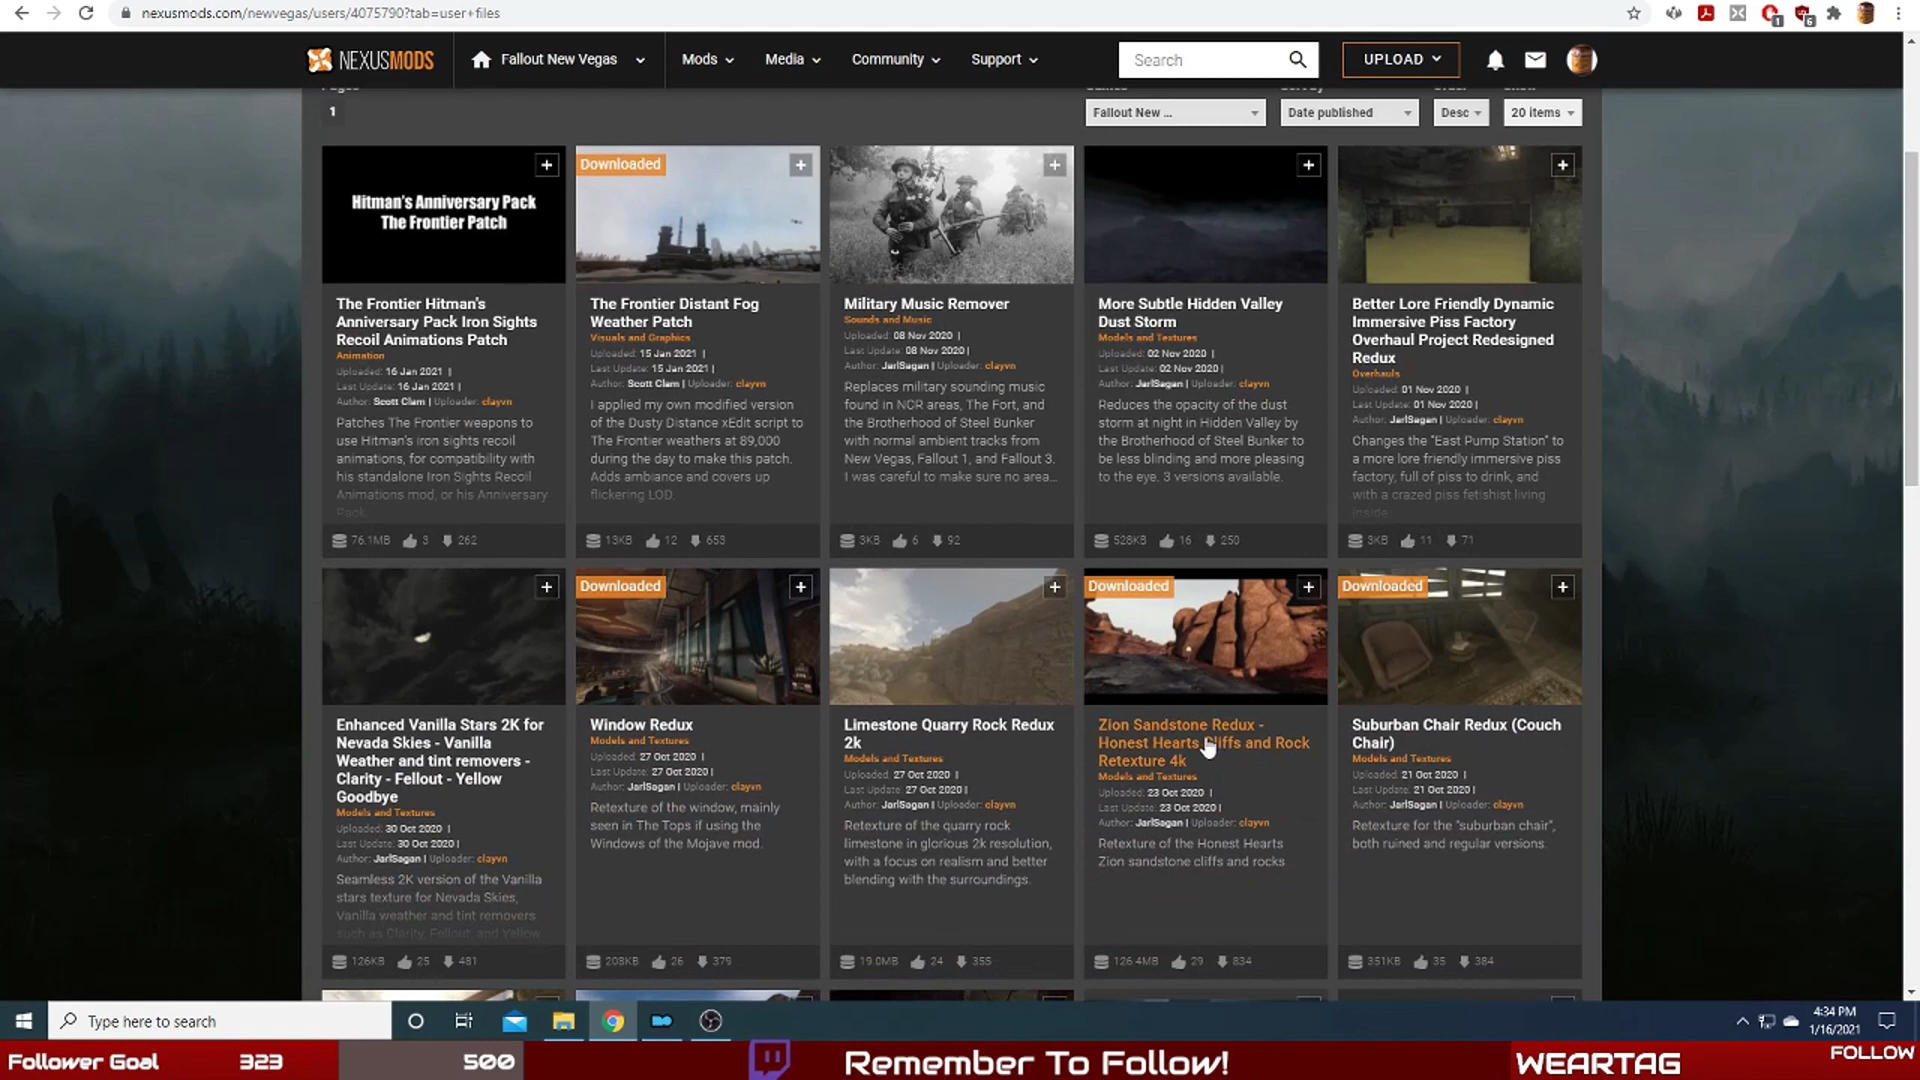 nexusmods.com/newvegas/users/4075790?tab=user+files
1
6
NEXUSMODS
Fallout New Vegas
Mods
Media
Community
Support
Search
UPLOAD
1
Fallout New ...
Date published
Desc
20 items
Hitman's Anniversary Pack
The Frontier Patch
The Frontier Hitman's
Anniversary Pack Iron Sights
Recoil Animations Patch
Animation
Uploaded: 16 Jan 2021 |
Last Update: 16 Jan 2021 |
Author: Scott Clam | Uploader: clayvn
Patches The Frontier weapons to
use Hitman's iron sights recoil
animations, for compatibility with
his standalone Iron Sights Recoil
Animations mod, or his Anniversary
Pack.
76.1MB 3 262
Downloaded
The Frontier Distant Fog
Weather Patch
Visuals and Graphics
Uploaded: 15 Jan 2021 |
Last Update: 15 Jan 2021 |
Author: Scott Clam | Uploader: clayvn
I applied my own modified version
of the Dusty Distance xEdit script to
The Frontier weathers at 89,000
during the day to make this patch.
Adds ambiance and covers up
flickering LOD.
13KB 12 653
Military Music Remover
Sounds and Music
Uploaded: 08 Nov 2020 |
Last Update: 08 Nov 2020 |
Author: JarlSagan | Uploader: clayvn
Replaces military sounding music
found in NCR areas, The Fort, and
the Brotherhood of Steel Bunker
with normal ambient tracks from
New Vegas, Fallout 1, and Fallout 3.
I was careful to make sure no area...
3KB 6 92
More Subtle Hidden Valley
Dust Storm
Models and Textures
Uploaded: 02 Nov 2020 |
Last Update: 02 Nov 2020 |
Author: JarlSagan | Uploader: clayvn
Reduces the opacity of the dust
storm at night in Hidden Valley by
the Brotherhood of Steel Bunker to
be less blinding and more pleasing
to the eye. 3 versions available.
528KB 16 250
Better Lore Friendly Dynamic
Immersive Piss Factory
Overhaul Project Redesigned
Redux
Overhauls
Uploaded: 01 Nov 2020 |
Last Update: 01 Nov 2020 |
Author: JarlSagan | Uploader: clayvn
Changes the "East Pump Station" to
a more lore friendly immersive piss
factory, full of piss to drink, and
with a crazed piss fetishist living
inside.
3KB 11 71
Enhanced Vanilla Stars 2K for
Nevada Skies - Vanilla
Weather and tint removers -
Clarity - Fellout - Yellow
Goodbye
Models and Textures
Uploaded: 30 Oct 2020 |
Last Update: 30 Oct 2020 |
Author: JarlSagan | Uploader: clayvn
Seamless 2K version of the Vanilla
stars texture for Nevada Skies,
Vanilla weather and tint removers
such as Clarity, Fellout, and Yellow
126KB 25 481
Downloaded
Window Redux
Models and Textures
Uploaded: 27 Oct 2020 |
Last Update: 27 Oct 2020 |
Author: JarlSagan | Uploader: clayvn
Retexture of the window, mainly
seen in The Tops if using the
Windows of the Mojave mod.
208KB 26 379
Limestone Quarry Rock Redux
2k
Models and Textures
Uploaded: 27 Oct 2020 |
Last Update: 27 Oct 2020 |
Author: JarlSagan | Uploader: clayvn
Retexture of the quarry rock
limestone in glorious 2k resolution,
with a focus on realism and better
blending with the surroundings.
19.0MB 24 355
Downloaded
Zion Sandstone Redux -
Honest Hearts Cliffs and Rock
Retexture 4k
Models and Textures
Uploaded: 23 Oct 2020 |
Last Update: 23 Oct 2020 |
Author: JarlSagan | Uploader: clayvn
Retexture of the Honest Hearts
Zion sandstone cliffs and rocks
126.4MB 29 834
Downloaded
Suburban Chair Redux (Couch
Chair)
Models and Textures
Uploaded: 21 Oct 2020 |
Last Update: 21 Oct 2020 |
Author: JarlSagan | Uploader: clayvn
Retexture for the "suburban chair",
both ruined and regular versions.
351KB 35 384
Type here to search
4:34 PM
1/16/2021
Follower Goal 323 500
Remember To Follow!
WEARTAG
FOLLOW